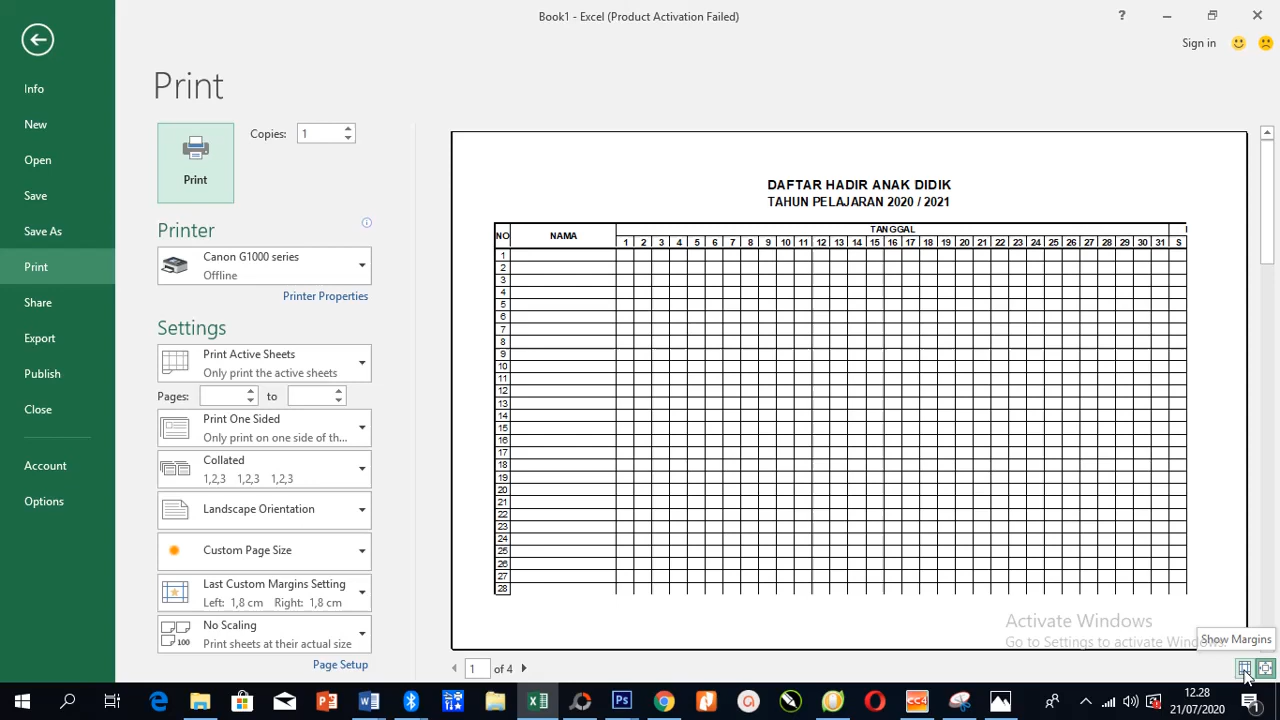 Book1 - Excel (Product Activation Failed)
?
Sign in
Info
New
Open
Save
Save As
Print
Share
Export
Publish
Close
Account
Options
Print
Print
Copies: 1
Printer
Canon G1000 series
Offline
Printer Properties
Settings
Print Active Sheets
Only print the active sheets
Pages: to
Print One Sided
Only print on one side of th...
Collated
1,2,3 1,2,3 1,2,3
Landscape Orientation
Custom Page Size
Last Custom Margins Setting
Left: 1,8 cm Right: 1,8 cm
No Scaling
100
Print sheets at their actual size
Page Setup
DAFTAR HADIR ANAK DIDIK
TAHUN PELAJARAN 2020 / 2021
NO NAMA TANGGAL
1 2 3 4 5 6 7 8 9 10 11 12 13 14 15 16 17 18 19 20 21 22 23 24 25 26 27 28 29 30 31 S
1
2
3
4
5
6
7
8
9
10
11
12
13
14
15
16
17
18
19
20
21
22
23
24
25
26
27
28
Activate Windows
Go to Settings to activate Windows.
Show Margins
1 of 4
Ps
CC4
12.28
21/07/2020
1